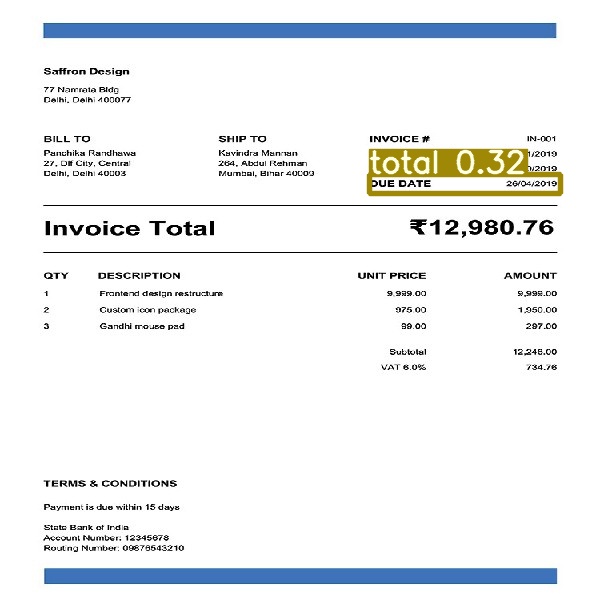 Saffron Design
77 Namrata Bldg
Delhi, Delhi 400077
BILL TO
Panchika Randhawa
27, Dlf City, Central
Delhi, Delhi 40003
SHIP TO
Kavindra Mannan
264, Abdul Rehman
Mumbai, Bihar 40009
INVOICE # IN-001
1/2019
total 0.32
0/2019
DUE DATE 26/04/2019
Invoice Total ₹12,980.76
QTY DESCRIPTION UNIT PRICE AMOUNT
1 Frontend design restructure 9,999.00 9,999.00
2 Custom icon package 975.00 1,950.00
3 Gandhi mouse pad 99.00 297.00
Subtotal 12,246.00
VAT 6.0% 734.76
TERMS & CONDITIONS
Payment is due within 15 days
State Bank of India
Account Number: 12345678
Routing Number: 09876543210